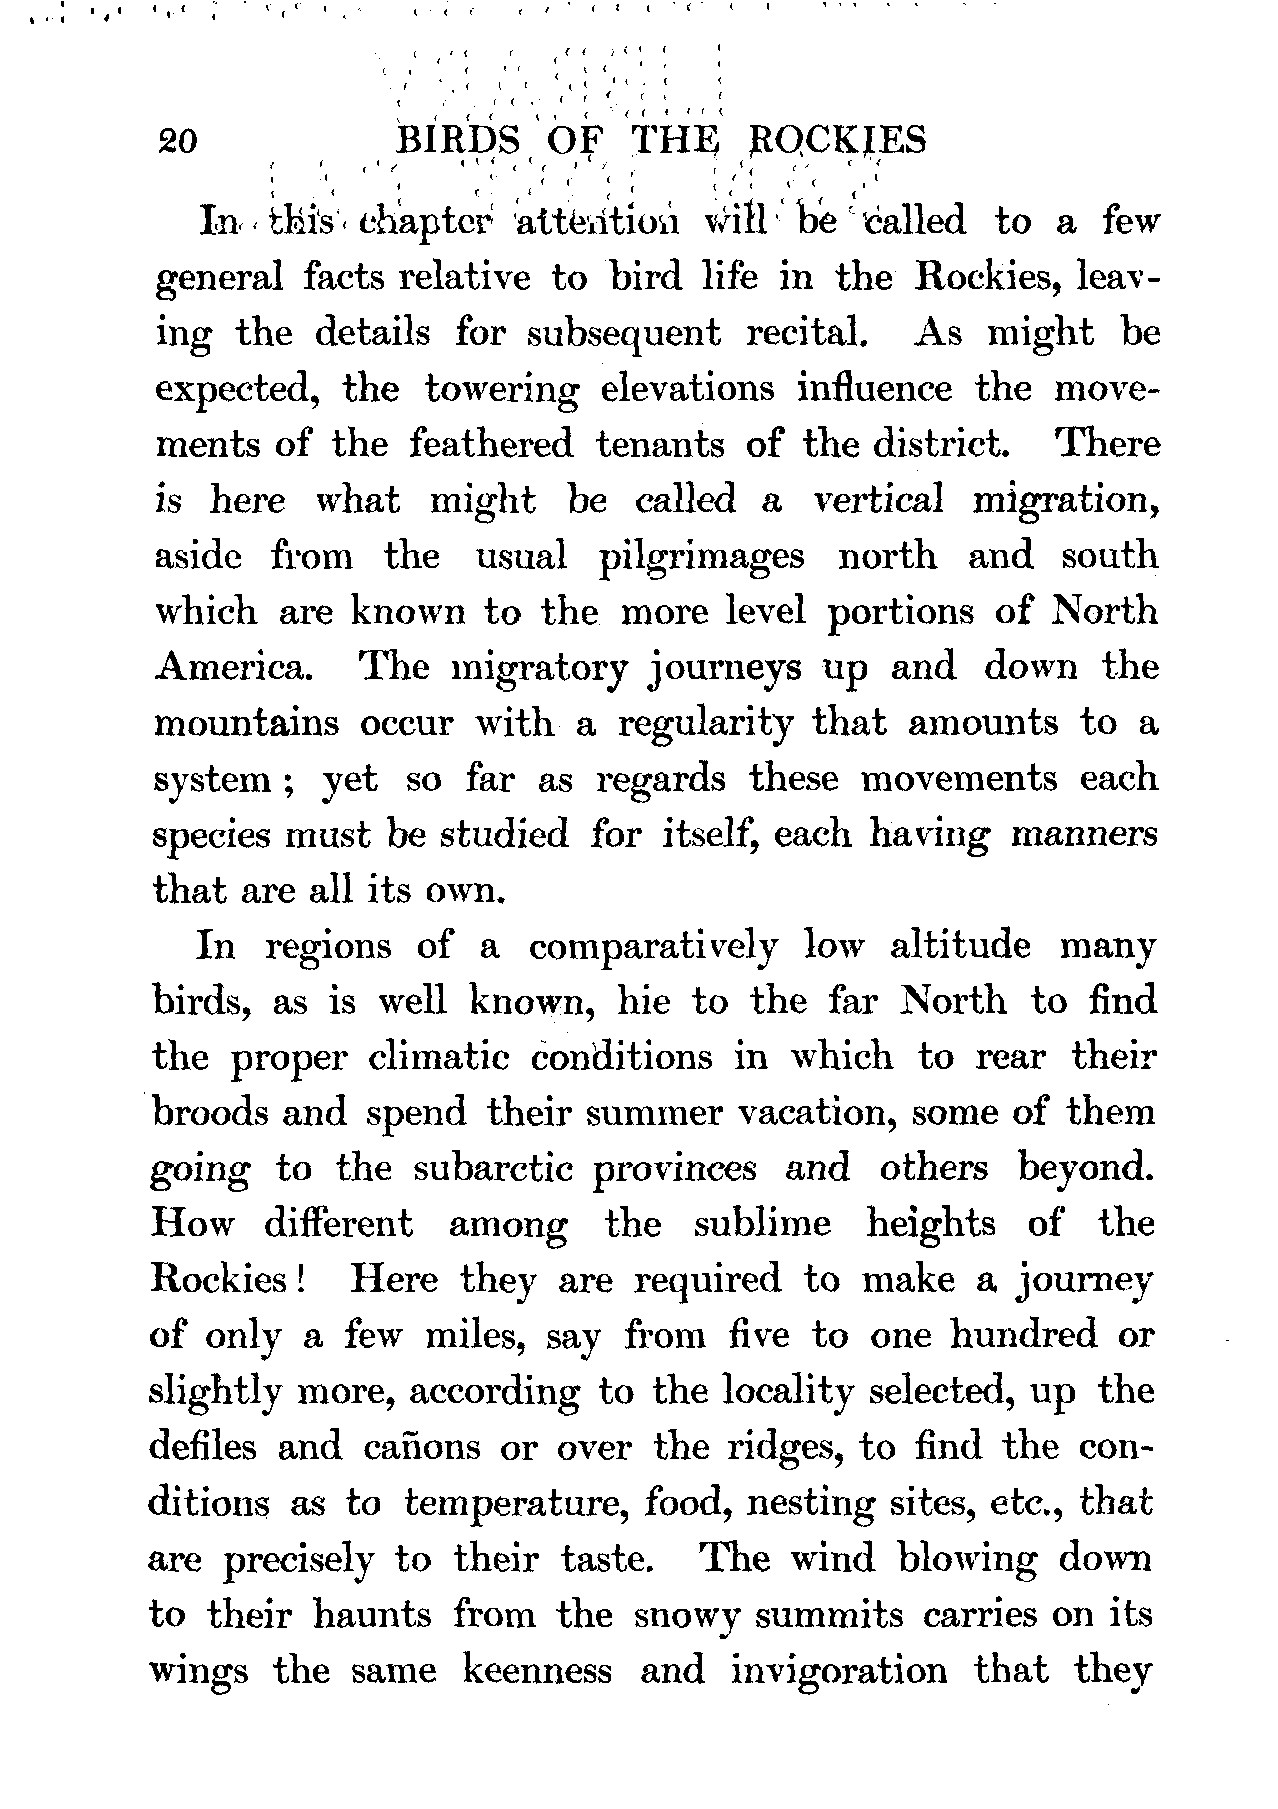 20 BIRDS OF THE ROCKIES
In this chapter attention will be called to a few
general facts relative to bird life in the Rockies, leav-
ing the details for subsequent recital. As might be
expected, the towering elevations influence the move-
ments of the feathered tenants of the district. There
is here what might be called a vertical migration,
aside from the usual pilgrimages north and south
which are known to the more level portions of North
America. The migratory journeys up and down the
mountains occur with a regularity that amounts to a
system ; yet so far as regards these movements each
species must be studied for itself, each having manners
that are all its own.
In regions of a comparatively low altitude many
birds, as is well known, hie to the far North to find
the proper climatic conditions in which to rear their
broods and spend their summer vacation, some of them
going to the subarctic provinces and others beyond.
How different among the sublime heights of the
Rockies ! Here they are required to make a journey
of only a few miles, say from five to one hundred or
slightly more, according to the locality selected, up the
defiles and cañons or over the ridges, to find the con-
ditions as to temperature, food, nesting sites, etc., that
are precisely to their taste. The wind blowing down
to their haunts from the snowy summits carries on its
wings the same keenness and invigoration that they